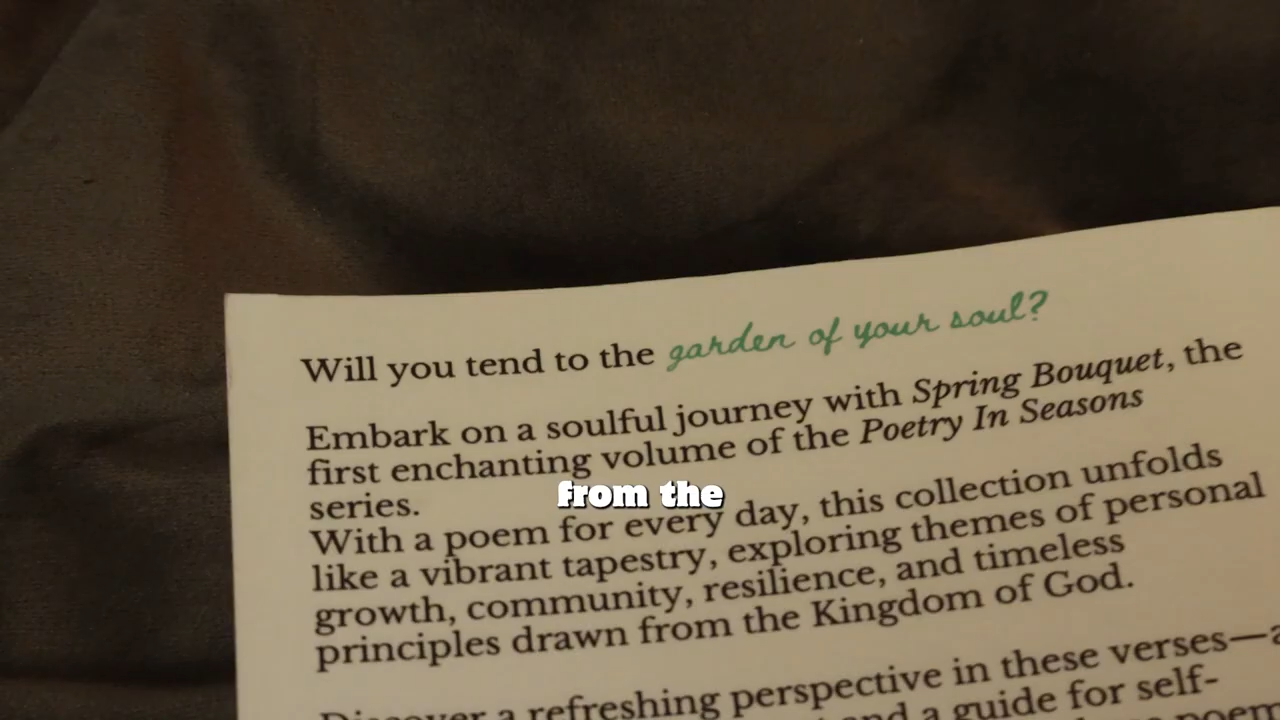 Will you tend to the garden of your soul?
Embark on a soulful journey with Spring Bouquet, the
first enchanting volume of the Poetry In Seasons
series.
from the
With a poem for every day, this collection unfolds
like a vibrant tapestry, exploring themes of personal
growth, community, resilience, and timeless
principles drawn from the Kingdom of God.
Discover a refreshing perspective in these verses—a
and a guide for self-
poem